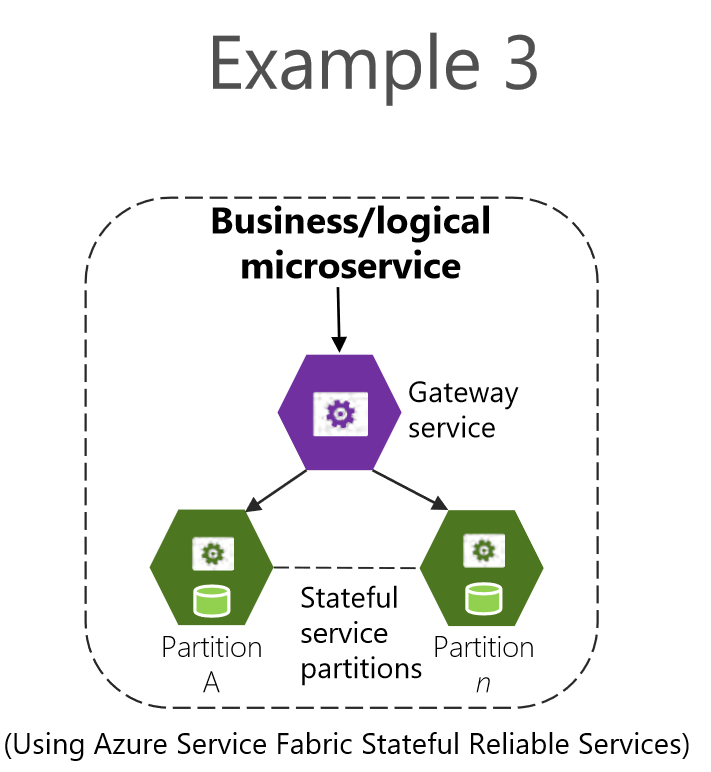 Example 3
Business/logical
microservice
Gateway
service
Stateful
service
partitions
Partition
A
Partition
n
(Using Azure Service Fabric Stateful Reliable Services)